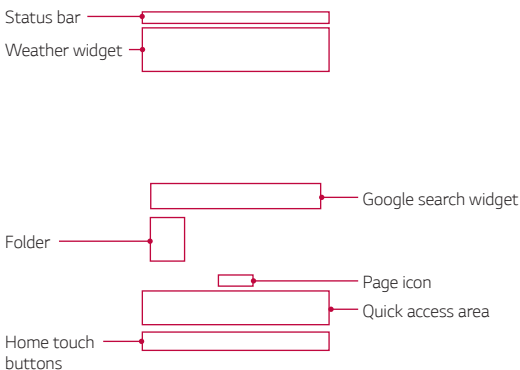 Status bar
Weather widget
Google search widget
Folder
Page icon
Quick access area
Home touch
buttons